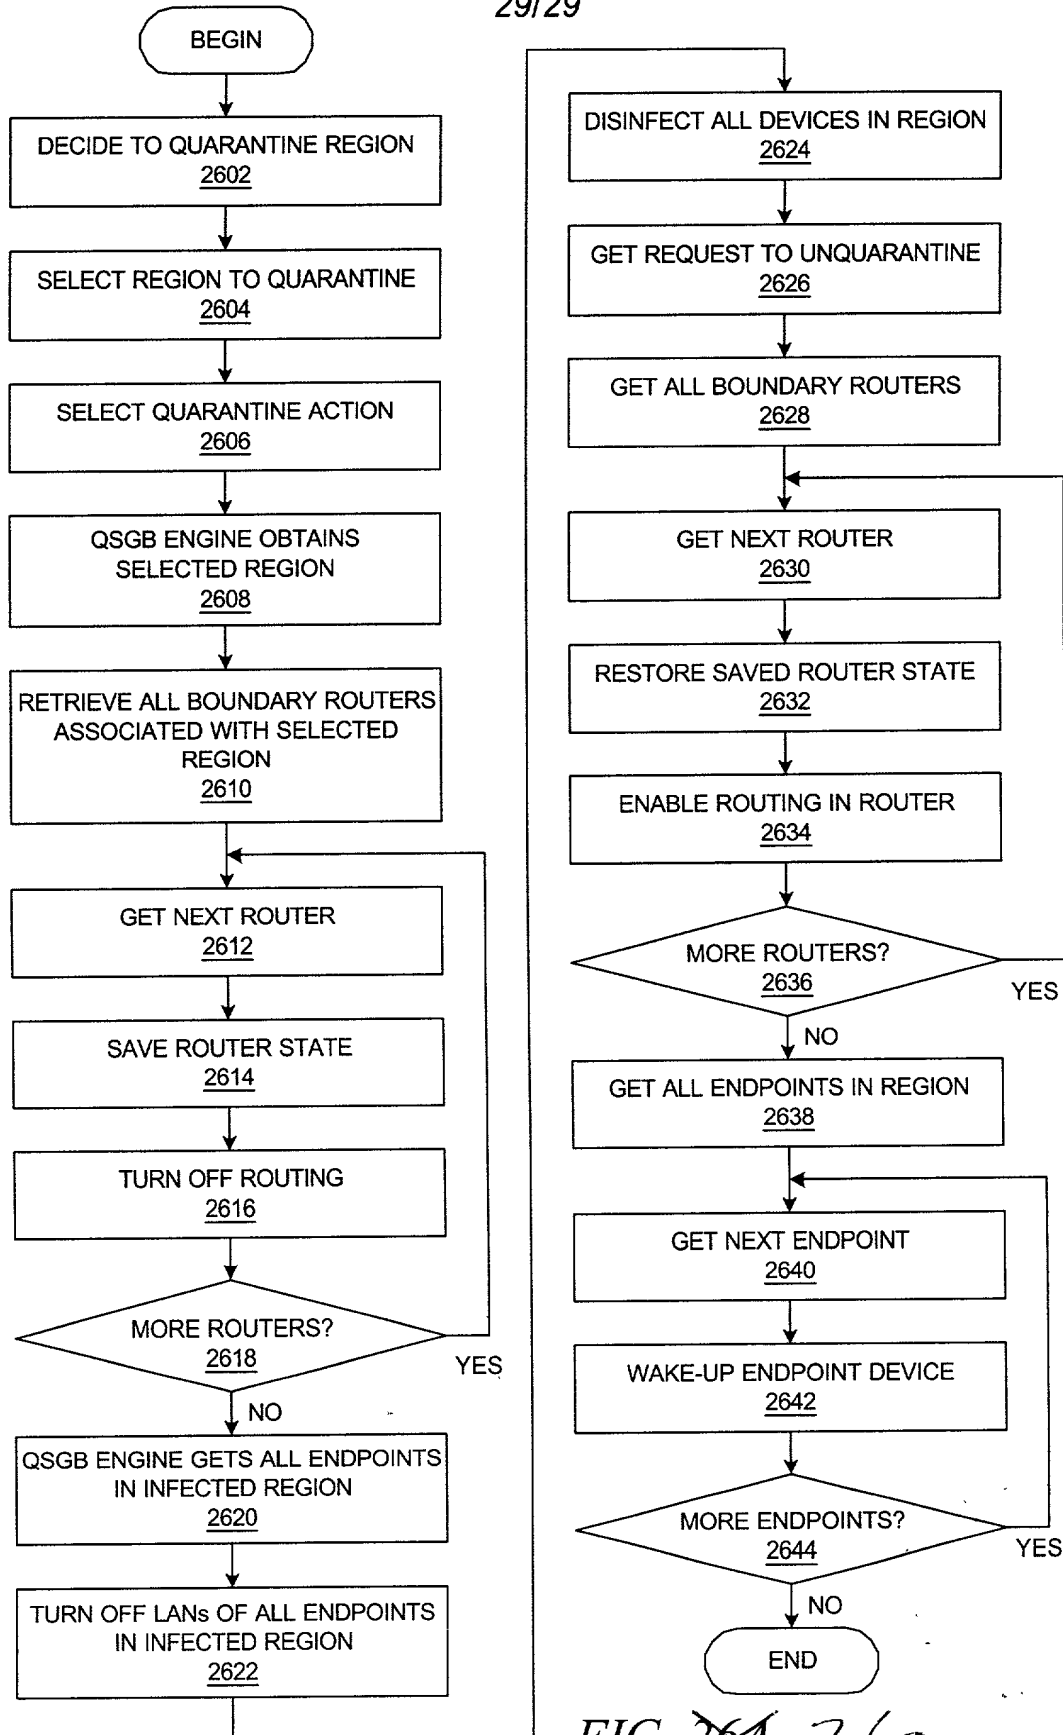 29/29
BEGIN
DECIDE TO QUARANTINE REGION
2602
SELECT REGION TO QUARANTINE
2604
SELECT QUARANTINE ACTION
2606
QSGB ENGINE OBTAINS
SELECTED REGION
2608
RETRIEVE ALL BOUNDARY ROUTERS
ASSOCIATED WITH SELECTED
REGION
2610
GET NEXT ROUTER
2612
SAVE ROUTER STATE
2614
TURN OFF ROUTING
2616
MORE ROUTERS?
2618
YES
NO
QSGB ENGINE GETS ALL ENDPOINTS
IN INFECTED REGION
2620
TURN OFF LANs OF ALL ENDPOINTS
IN INFECTED REGION
2622
DISINFECT ALL DEVICES IN REGION
2624
GET REQUEST TO UNQUARANTINE
2626
GET ALL BOUNDARY ROUTERS
2628
GET NEXT ROUTER
2630
RESTORE SAVED ROUTER STATE
2632
ENABLE ROUTING IN ROUTER
2634
MORE ROUTERS?
2636
YES
NO
GET ALL ENDPOINTS IN REGION
2638
GET NEXT ENDPOINT
2640
WAKE-UP ENDPOINT DEVICE
2642
MORE ENDPOINTS?
2644
YES
NO
END
FIG.